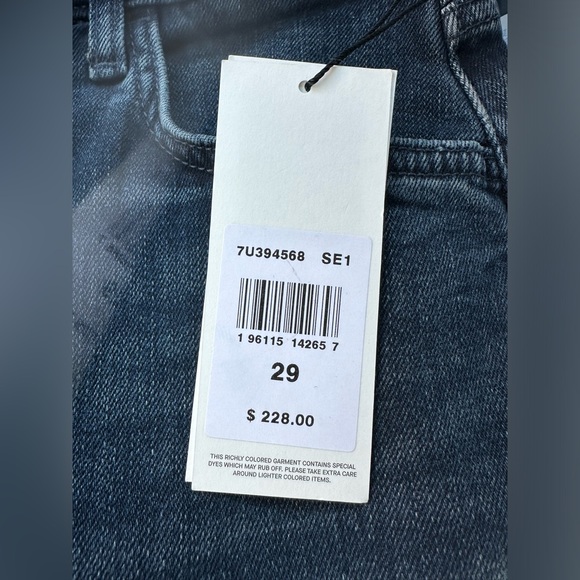 7U394568 SE1
1 96115 14265 7
29
$ 228.00
THIS RICHLY COLORED GARMENT CONTAINS SPECIAL
DYES WHICH MAY RUB OFF. PLEASE TAKE EXTRA CARE
AROUND LIGHTER COLORED ITEMS.